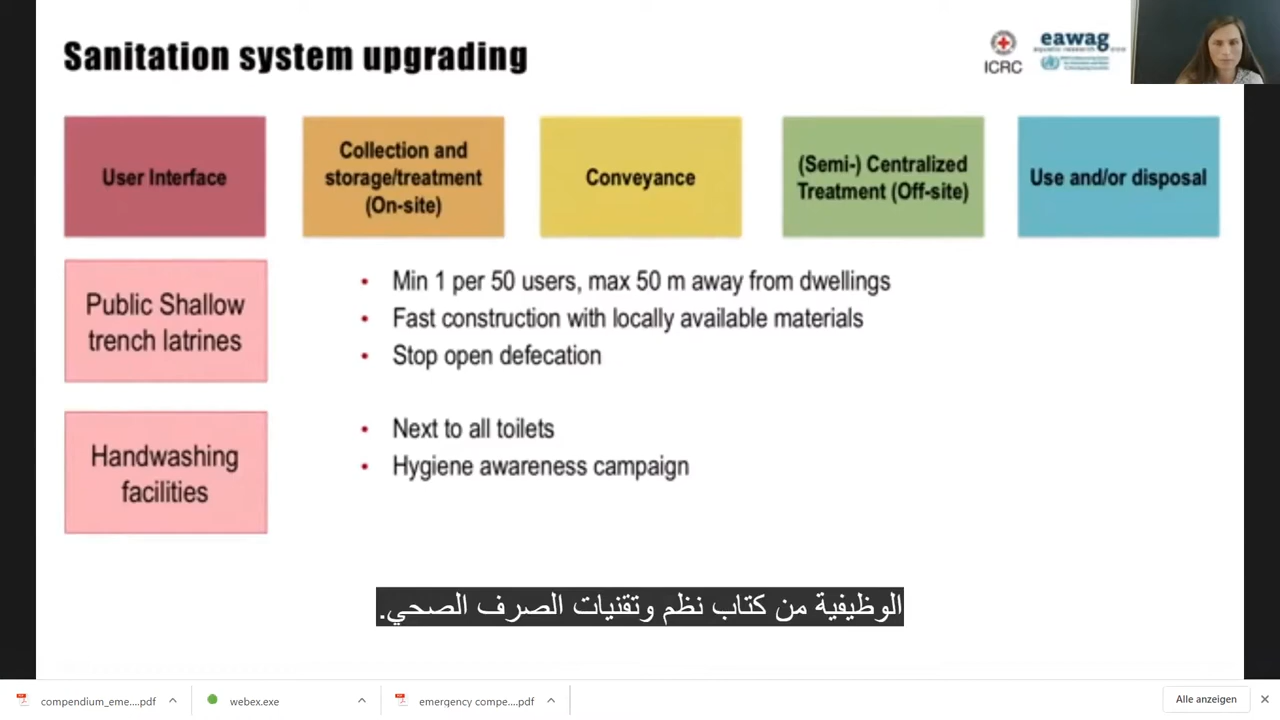 Sanitation system upgrading
ICRC
eawag
User Interface
Collection and
storage/treatment
(On-site)
Conveyance
(Semi-) Centralized
Treatment (Off-site)
Use and/or disposal
Public Shallow
trench latrines
• Min 1 per 50 users, max 50 m away from dwellings
• Fast construction with locally available materials
• Stop open defecation
Handwashing
facilities
• Next to all toilets
• Hygiene awareness campaign
الوظيفية من كتاب نظم وتقنيات الصرف الصحي.
compendium_eme....pdf
webex.exe
emergency compe....pdf
Alle anzeigen